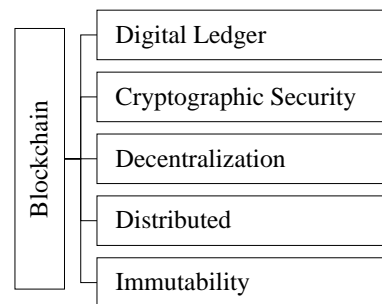 Blockchain
Digital Ledger
Cryptographic Security
Decentralization
Distributed
Immutability